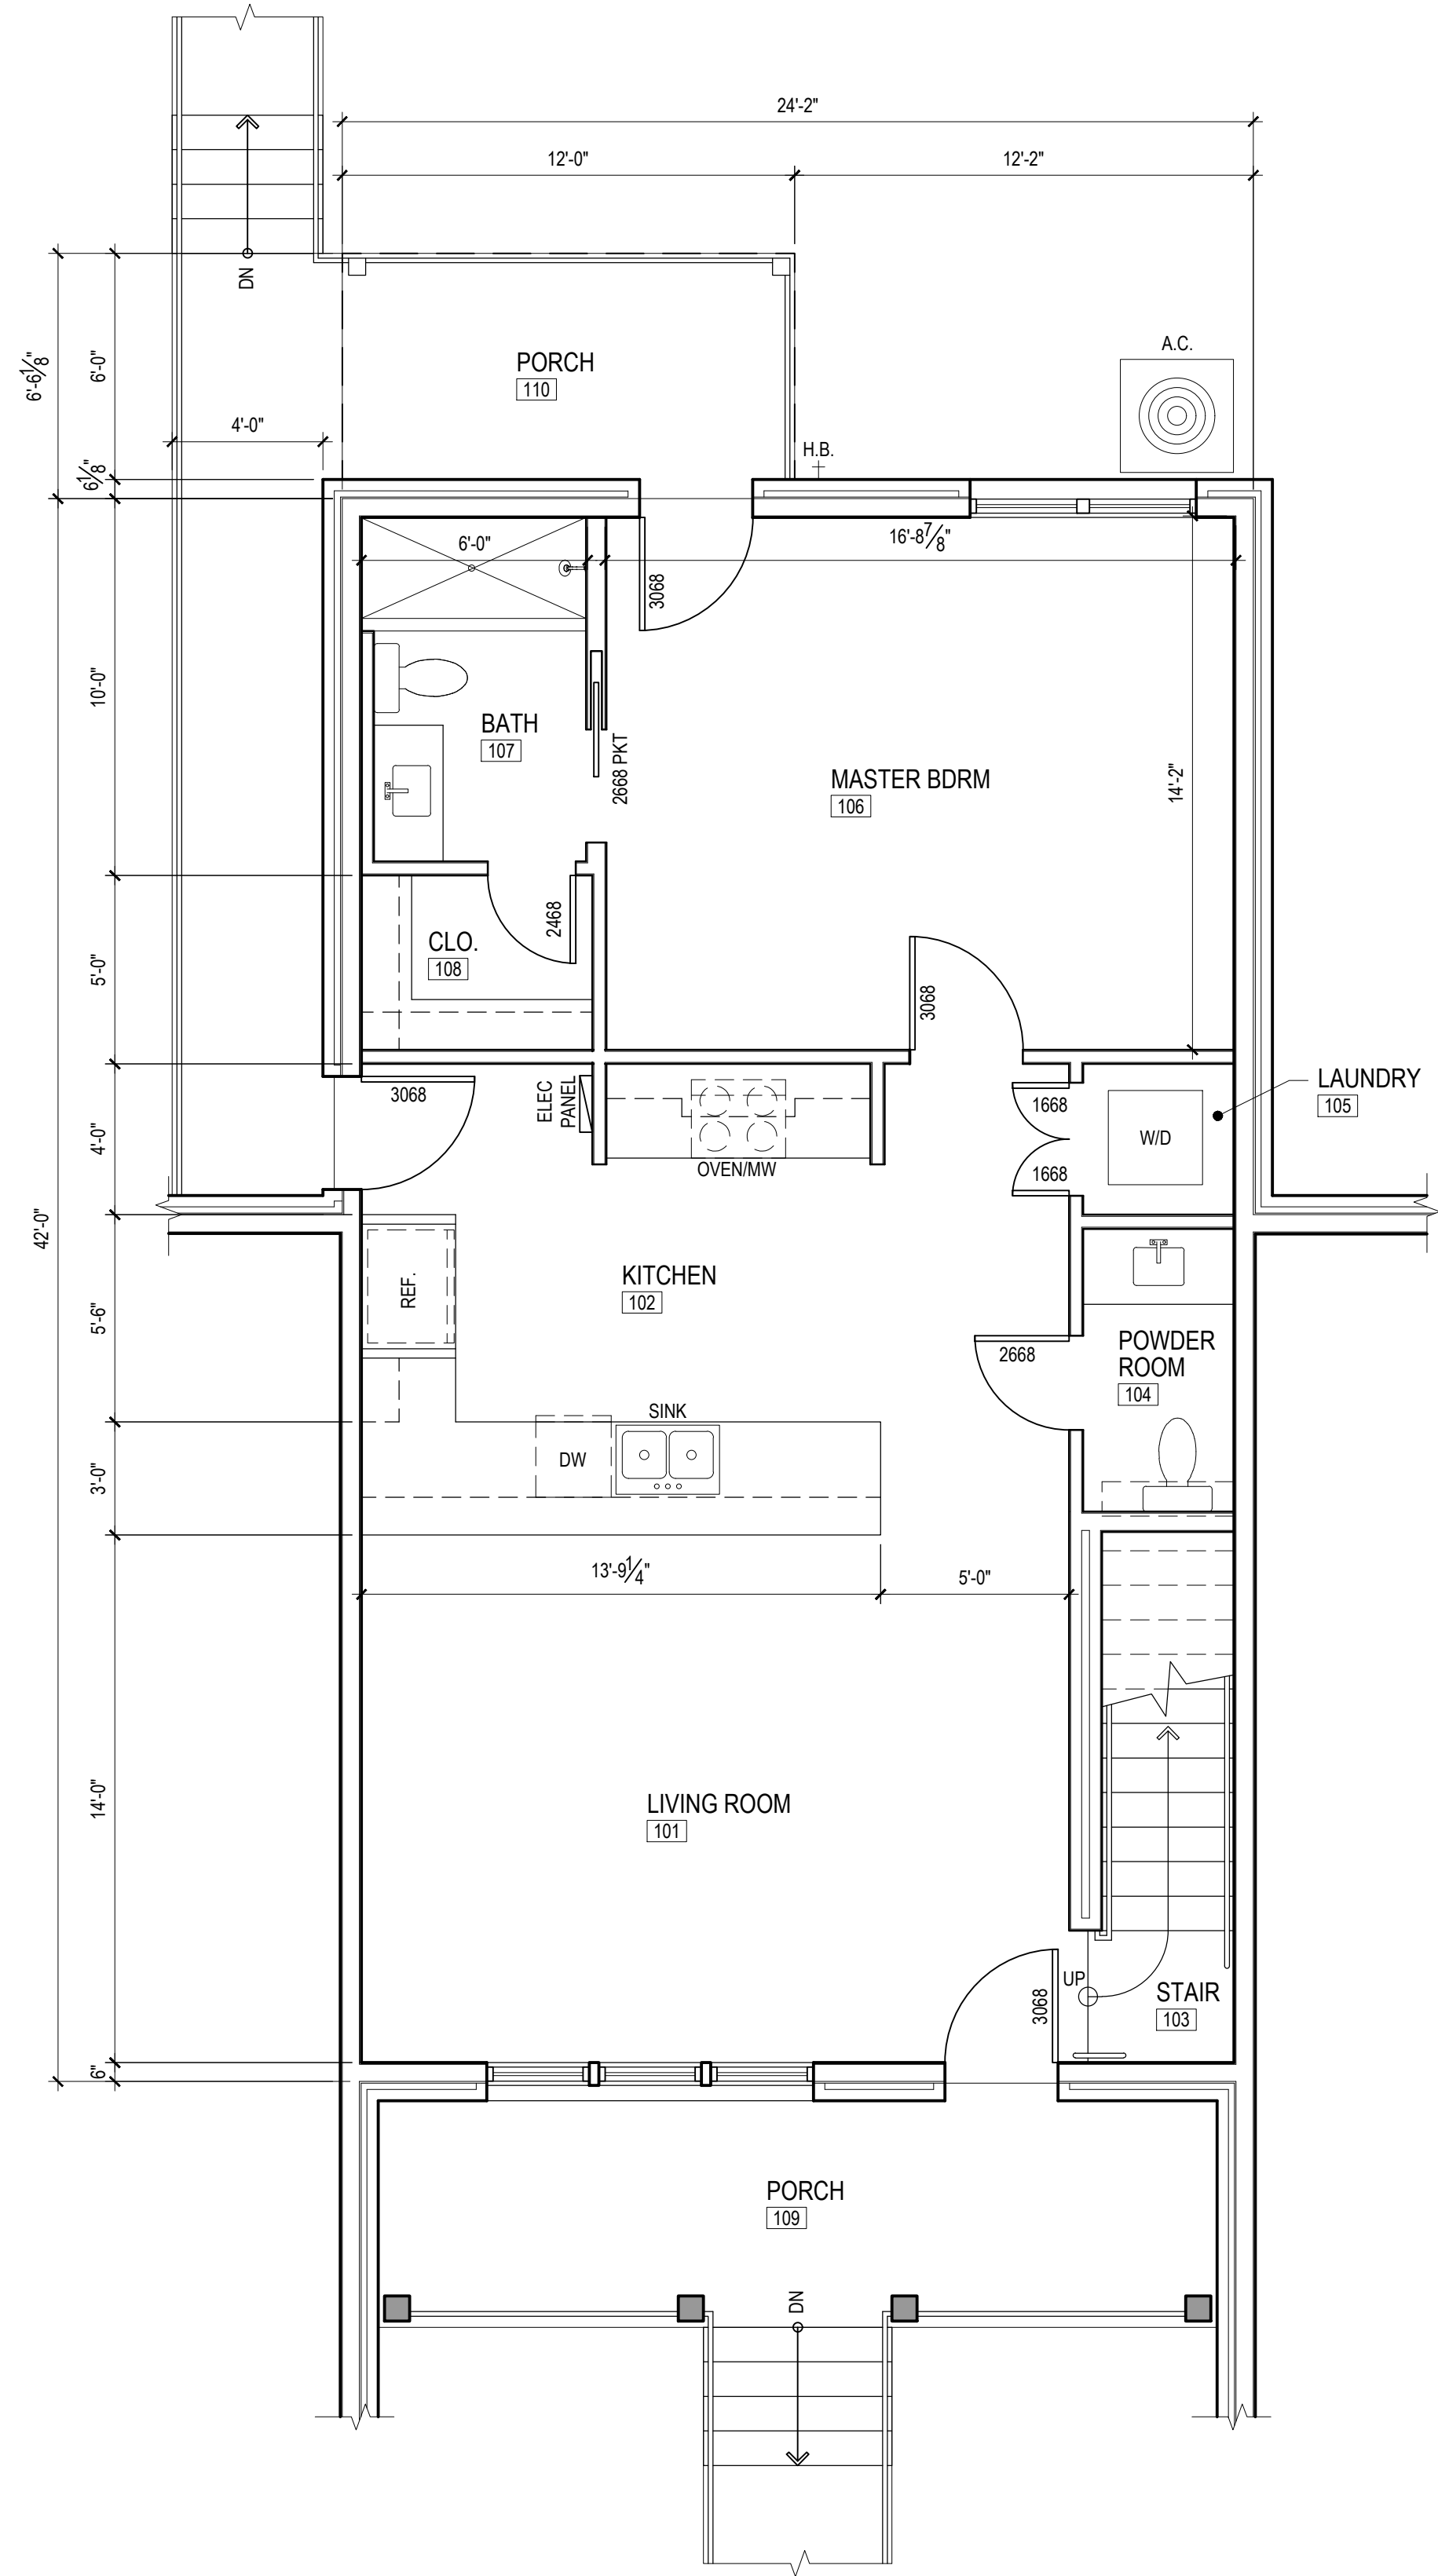 24'-2"
12'-0"
12'-2"
DN
6'-6 1/8"
6'-0"
PORCH
110
A.C.
4'-0"
H.B.
6 1/8"
6'-0"
16'-8 7/8"
3068
10'-0"
BATH
107
2668 PKT
MASTER BDRM
106
14'-2"
2468
CLO.
108
5'-0"
3068
3068
ELEC
PANEL
OVEN/MW
1668
1668
W/D
LAUNDRY
105
4'-0"
42'-0"
REF.
KITCHEN
102
5'-6"
2668
POWDER
ROOM
104
SINK
DW
3'-0"
13'-9 1/4"
5'-0"
14'-0"
LIVING ROOM
101
UP
3068
STAIR
103
6"
PORCH
109
DN